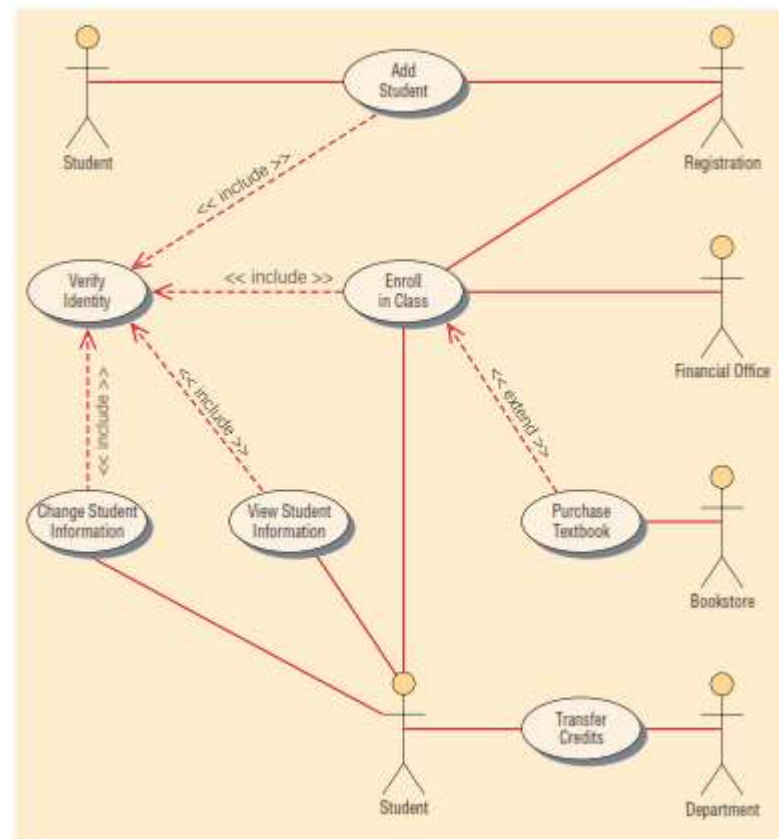 Add
Student
Student
Registration
<< include >>
Verify
Identity
<< include >>
Enroll
in Class
Financial Office
<< include >>
<< include >>
<< extend >>
Change Student
Information
View Student
Information
Purchase
Textbook
Bookstore
Transfer
Credits
Student
Department